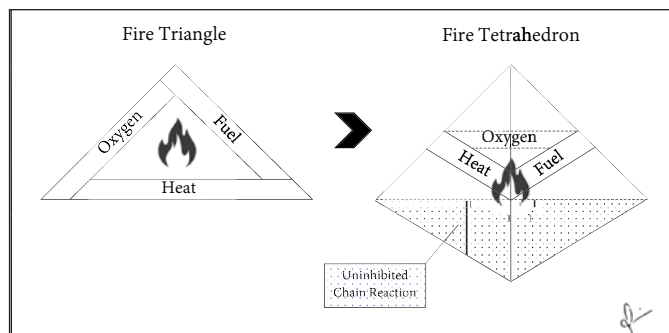 Fire Triangle
Fire Tetrahedron
Oxygen
Fuel
Heat
Oxygen
Heat
Fuel
Uninhibited
Chain Reaction